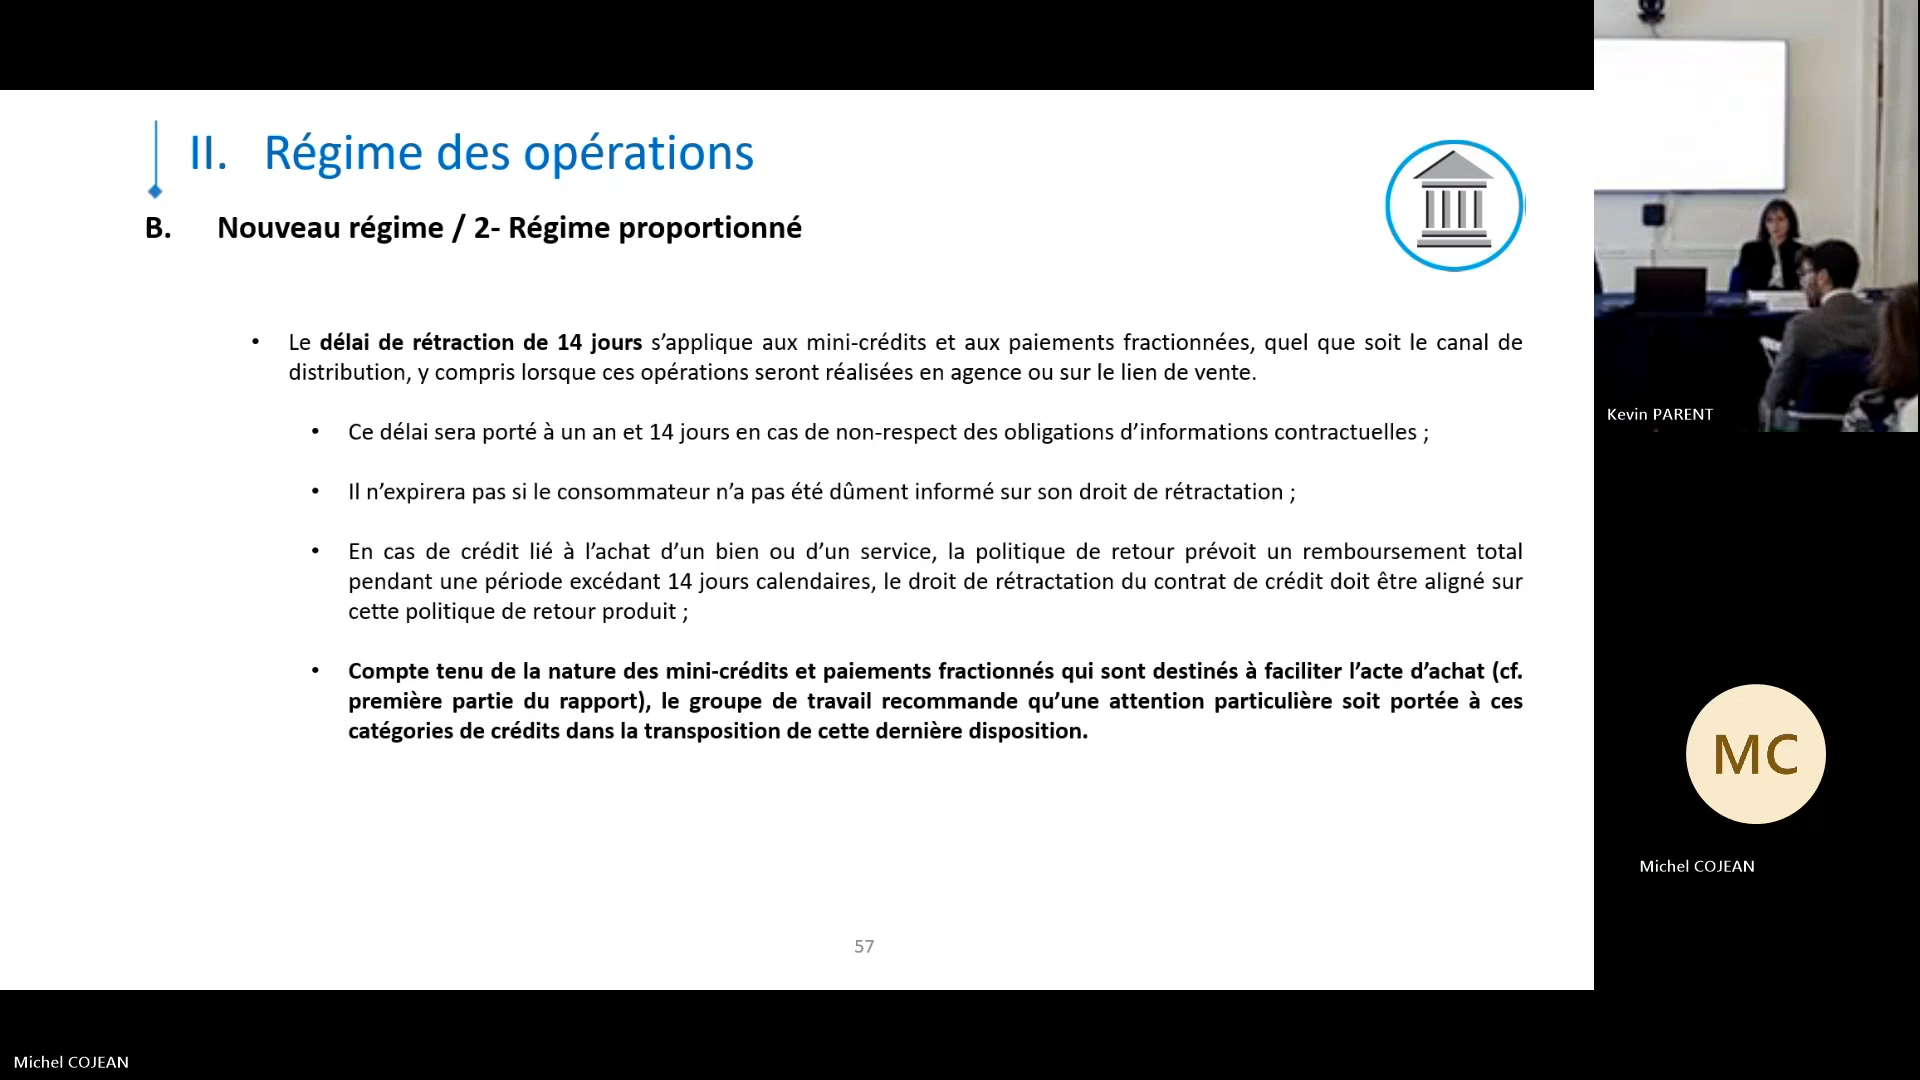 II. Régime des opérations
B. Nouveau régime / 2- Régime proportionné
• Le délai de rétraction de 14 jours s’applique aux mini-crédits et aux paiements fractionnées, quel que soit le canal de
distribution, y compris lorsque ces opérations seront réalisées en agence ou sur le lien de vente.
• Ce délai sera porté à un an et 14 jours en cas de non-respect des obligations d’informations contractuelles ;
• Il n’expirera pas si le consommateur n’a pas été dûment informé sur son droit de rétractation ;
• En cas de crédit lié à l’achat d’un bien ou d’un service, la politique de retour prévoit un remboursement total
pendant une période excédant 14 jours calendaires, le droit de rétractation du contrat de crédit doit être aligné sur
cette politique de retour produit ;
• Compte tenu de la nature des mini-crédits et paiements fractionnés qui sont destinés à faciliter l’acte d’achat (cf.
première partie du rapport), le groupe de travail recommande qu’une attention particulière soit portée à ces
catégories de crédits dans la transposition de cette dernière disposition.
57
Kevin PARENT
MC
Michel COJEAN
Michel COJEAN